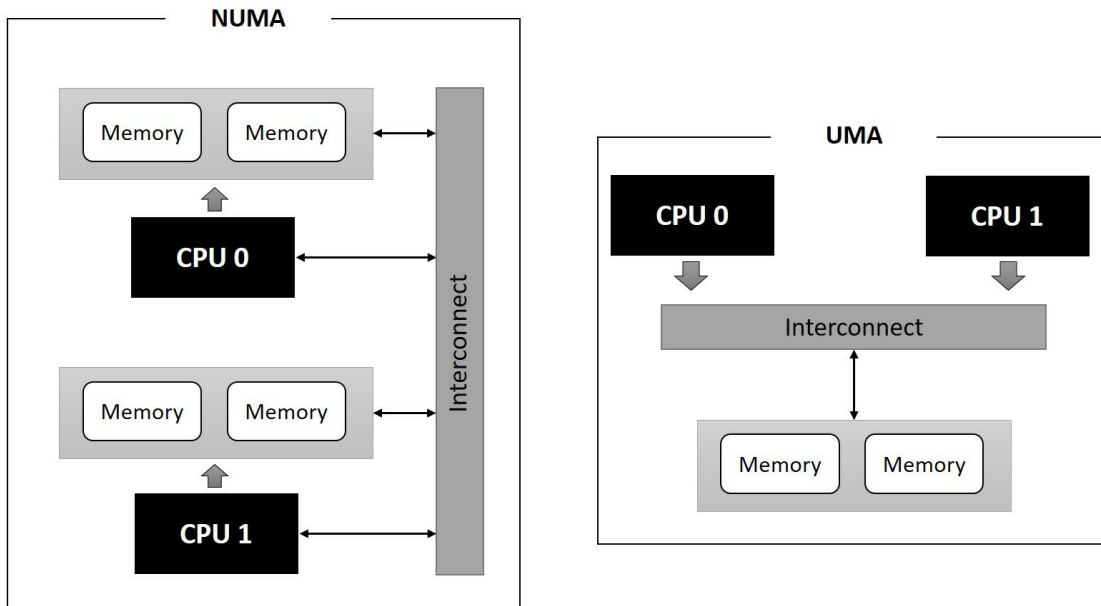 NUMA
Memory Memory
CPU 0
Memory Memory
CPU 1
Interconnect
UMA
CPU 0 CPU 1
Interconnect
Memory Memory